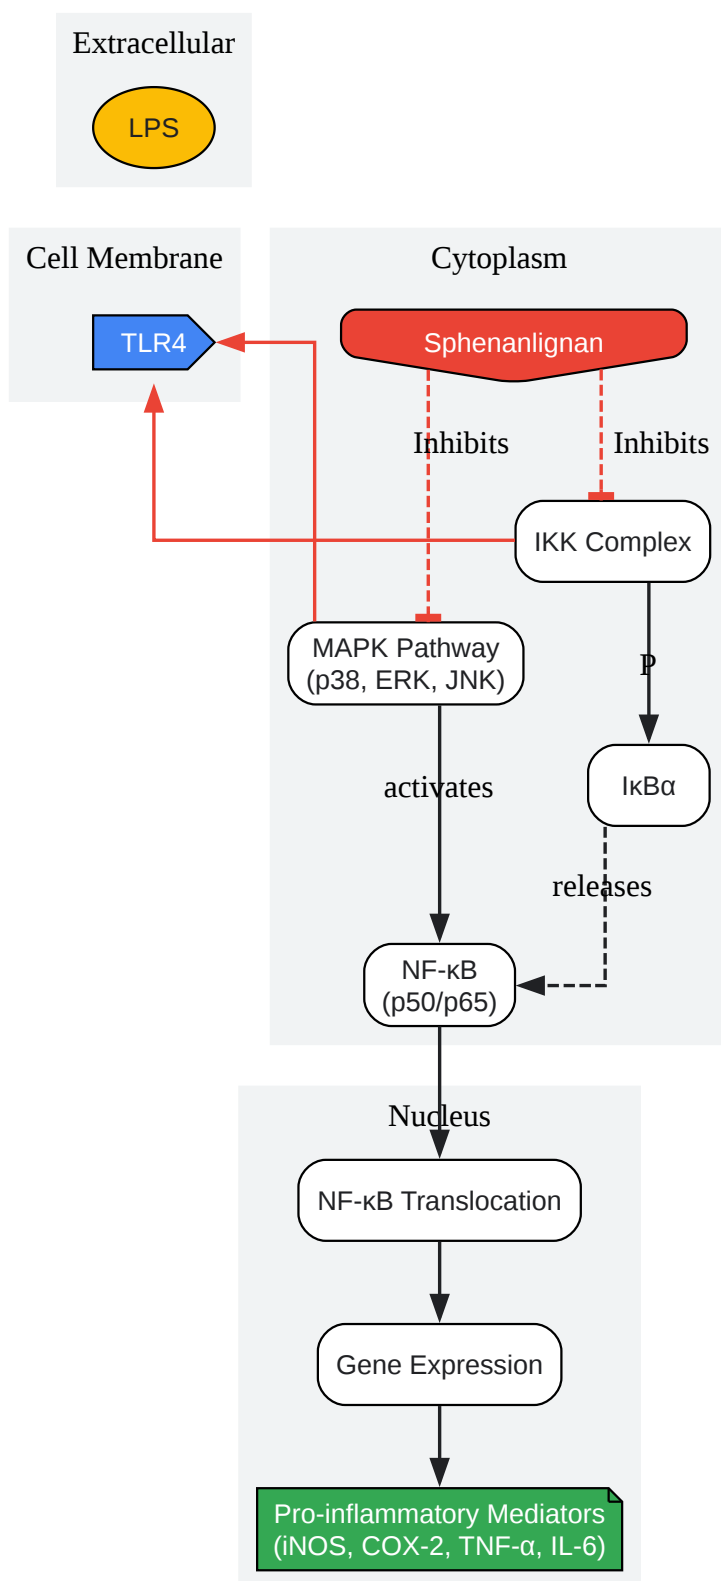 Extracellular
LPS
Cell Membrane
Cytoplasm
TLR4
Sphenanlignan
Inhibits
Inhibits
IKK Complex
MAPK Pathway
(p38, ERK, JNK)
P
activates
IκBα
releases
NF-κB
(p50/p65)
Nucleus
NF-κB Translocation
Gene Expression
Pro-inflammatory Mediators
(iNOS, COX-2, TNF-α, IL-6)